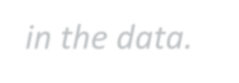 in the data.